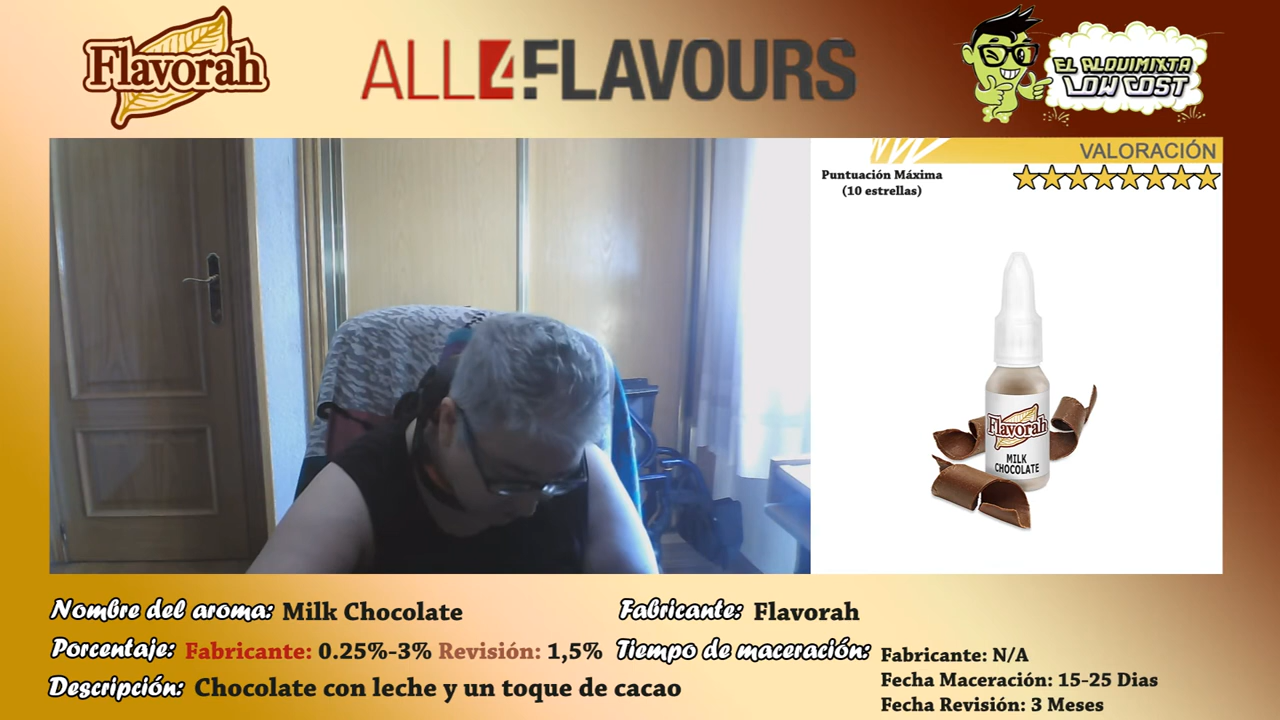 Flavorah
ALL4FLAVOURS
EL ALQUIMIXTA
LOW COST
VALORACIÓN
Puntuación Máxima
(10 estrellas)
Flavorah
MILK
CHOCOLATE
Nombre del aroma: Milk Chocolate
Fabricante: Flavorah
Porcentaje: Fabricante: 0.25%-3% Revisión: 1,5%
Tiempo de maceración: Fabricante: N/A
Fecha Maceración: 15-25 Dias
Fecha Revisión: 3 Meses
Descripción: Chocolate con leche y un toque de cacao